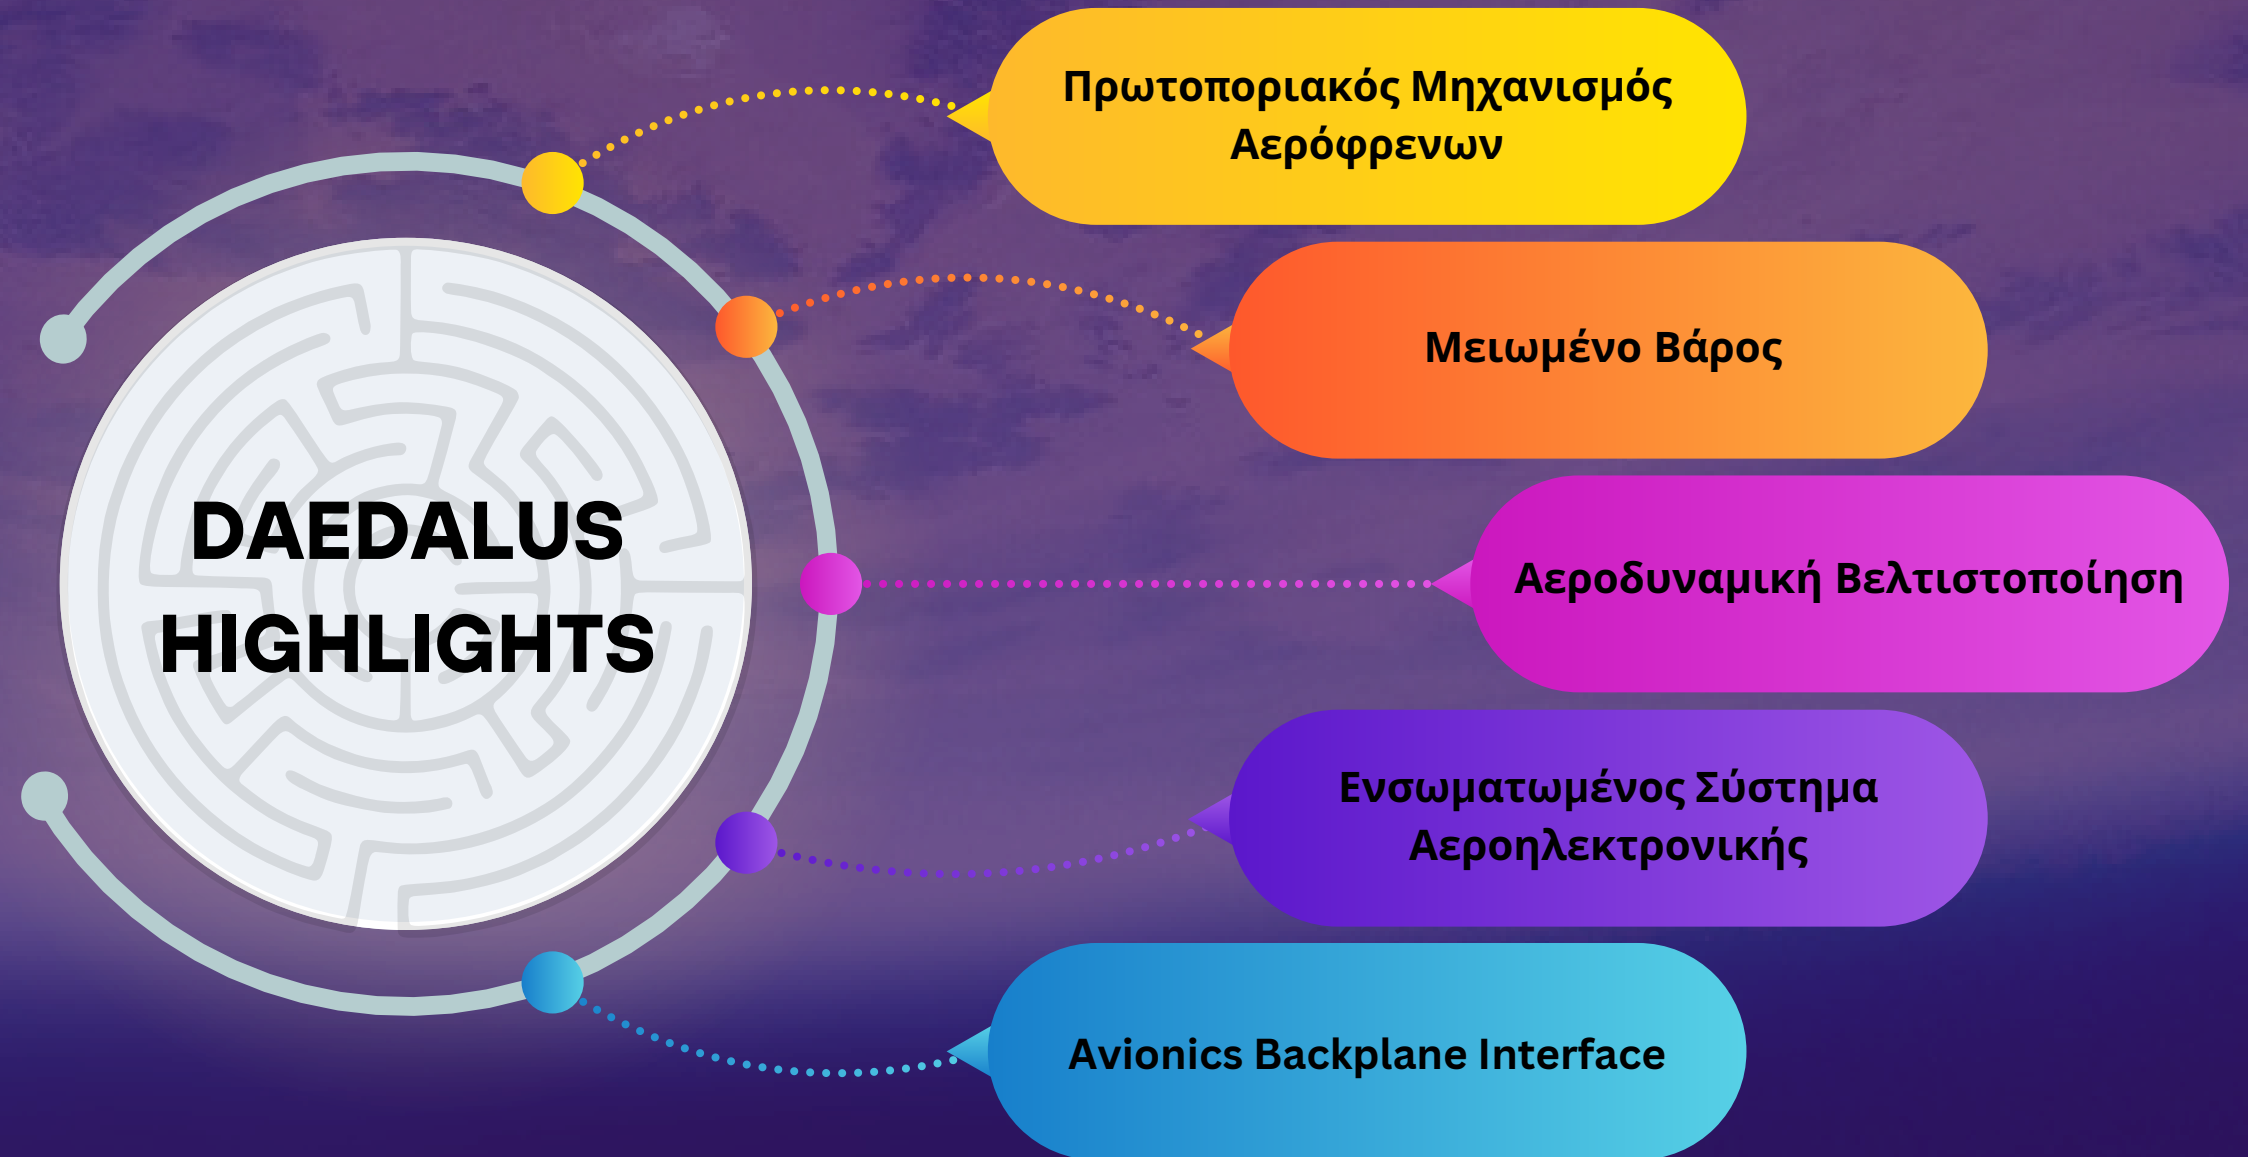 DAEDALUS
HIGHLIGHTS
Πρωτοποριακός Μηχανισμός
Αερόφρενων
Μειωμένο Βάρος
Αεροδυναμική Βελτιστοποίηση
Ενσωματωμένος Σύστημα
Αεροηλεκτρονικής
Avionics Backplane Interface